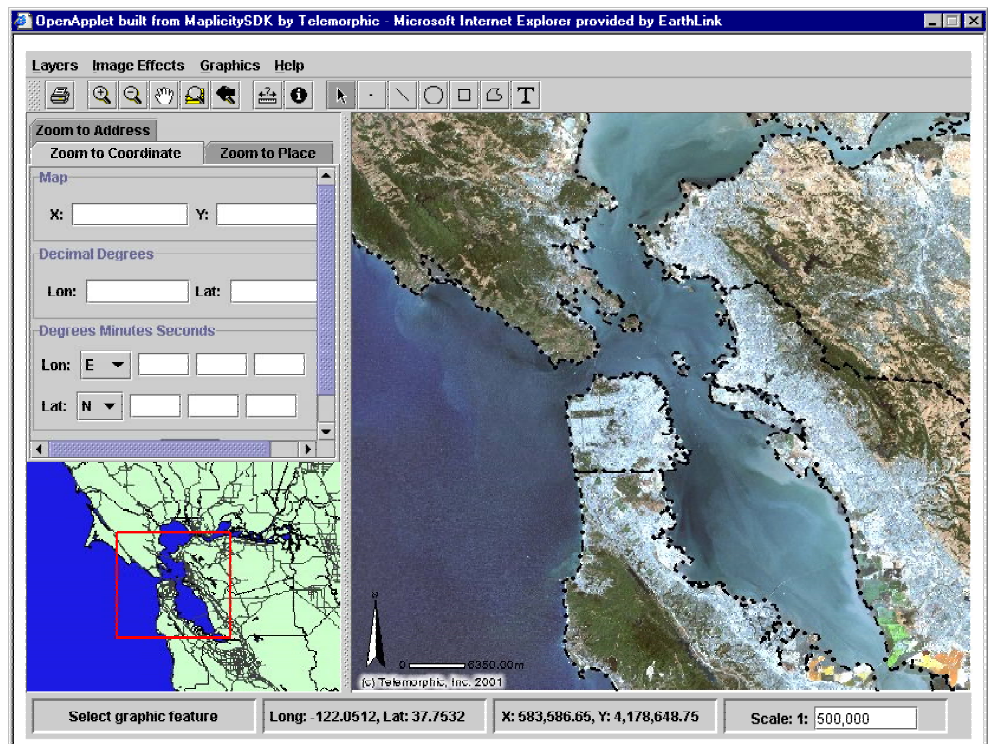 OpenApplet built from MaplicitySDK by Telemorphic - Microsoft Internet Explorer provided by EarthLink
Layers Image Effects Graphics Help
T
Zoom to Address
Zoom to Coordinate Zoom to Place
Map
X: Y:
Decimal Degrees
Lon: Lat:
Degrees Minutes Seconds
Lon: E
Lat: N
N
0 6350.00m
(c) Telemorphic, Inc. 2001
Select graphic feature Long: -122.0512, Lat: 37.7532 X: 583,586.65, Y: 4,178,648.75 Scale: 1: 500,000